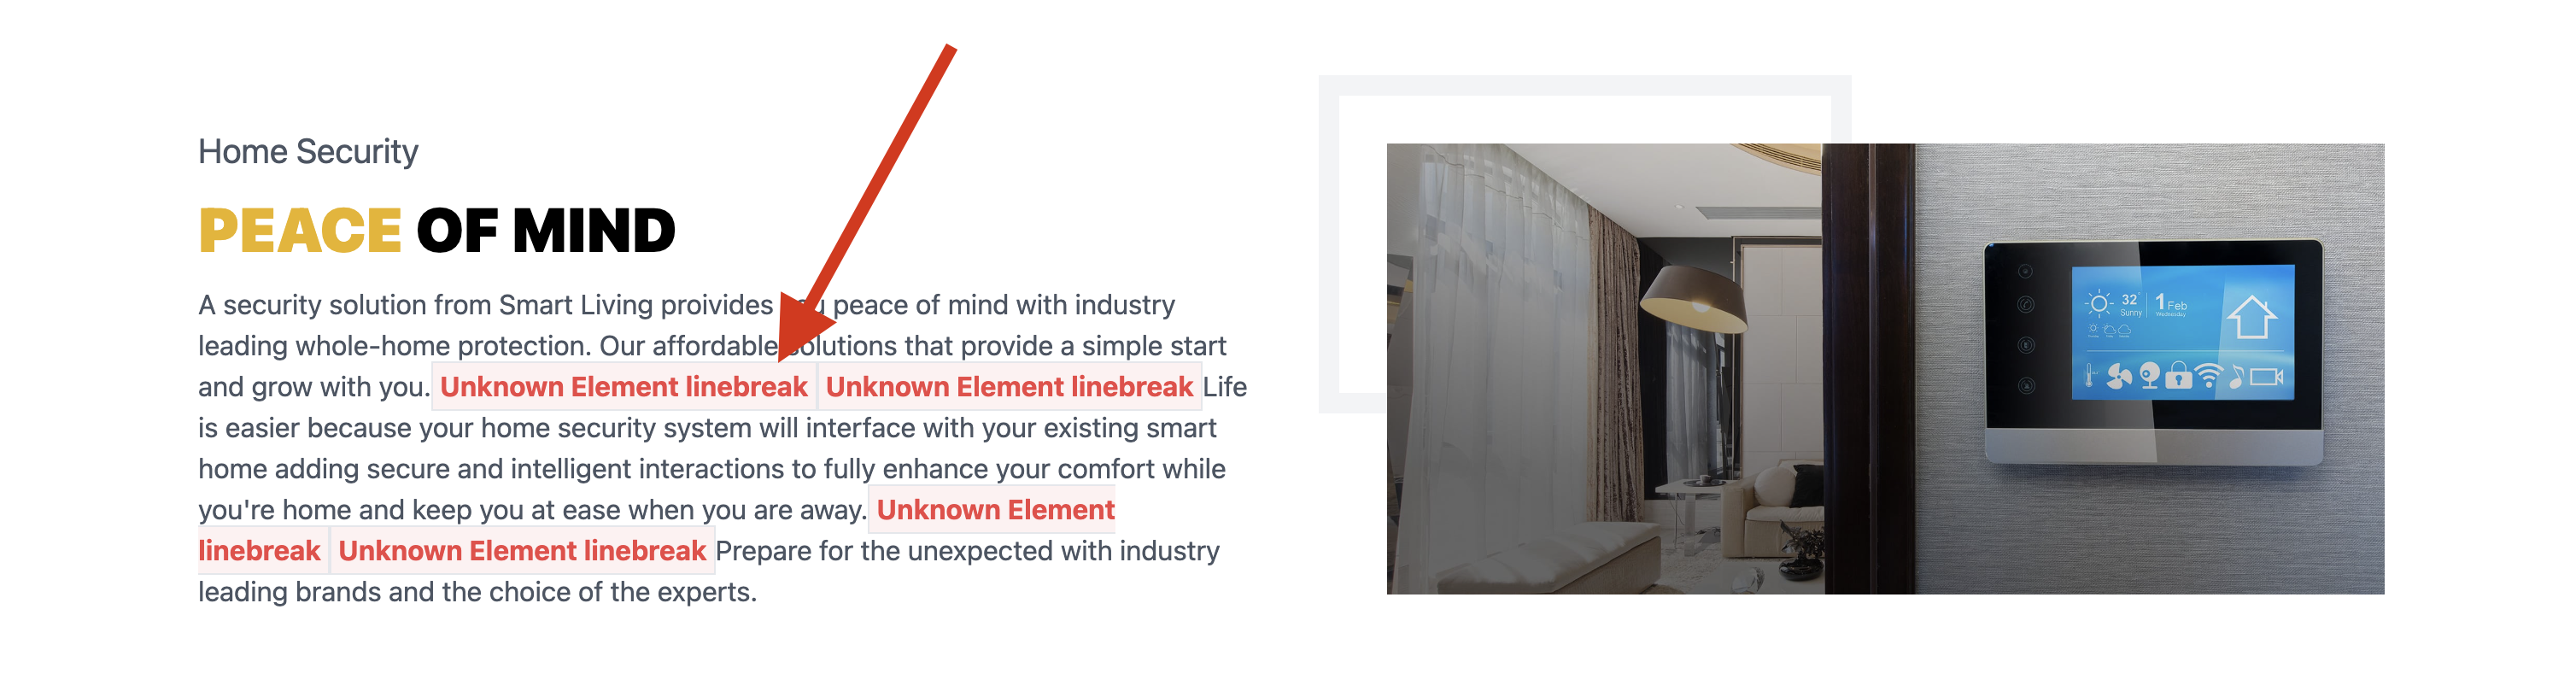 Home Security
PEACE OF MIND
A security solution from Smart Living proivides you peace of mind with industry
leading whole-home protection. Our affordable solutions that provide a simple start
and grow with you. Unknown Element linebreak Unknown Element linebreak Life
is easier because your home security system will interface with your existing smart
home adding secure and intelligent interactions to fully enhance your comfort while
you're home and keep you at ease when you are away. Unknown Element
linebreak Unknown Element linebreak Prepare for the unexpected with industry
leading brands and the choice of the experts.
32°
Sunny
1 Feb
Wednesday